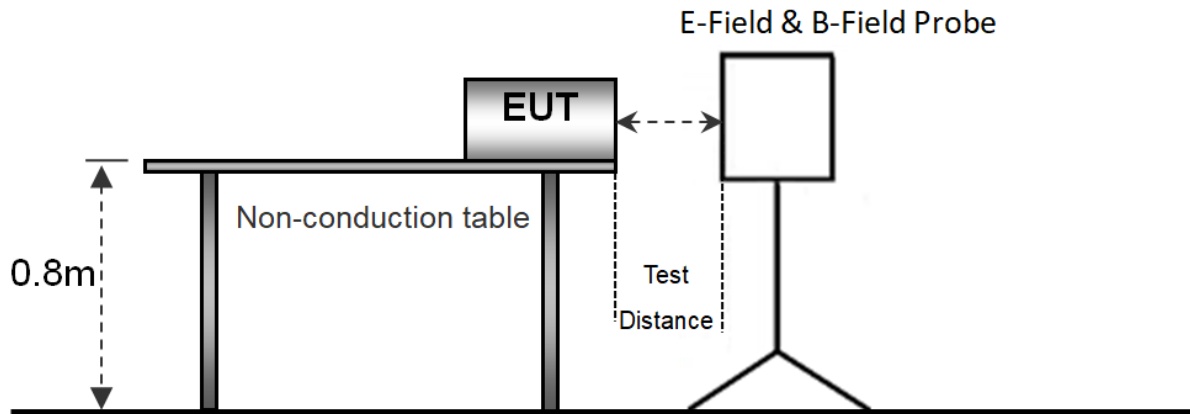 E-Field & B-Field Probe
EUT
Non-conduction table
0.8m
Test
Distance